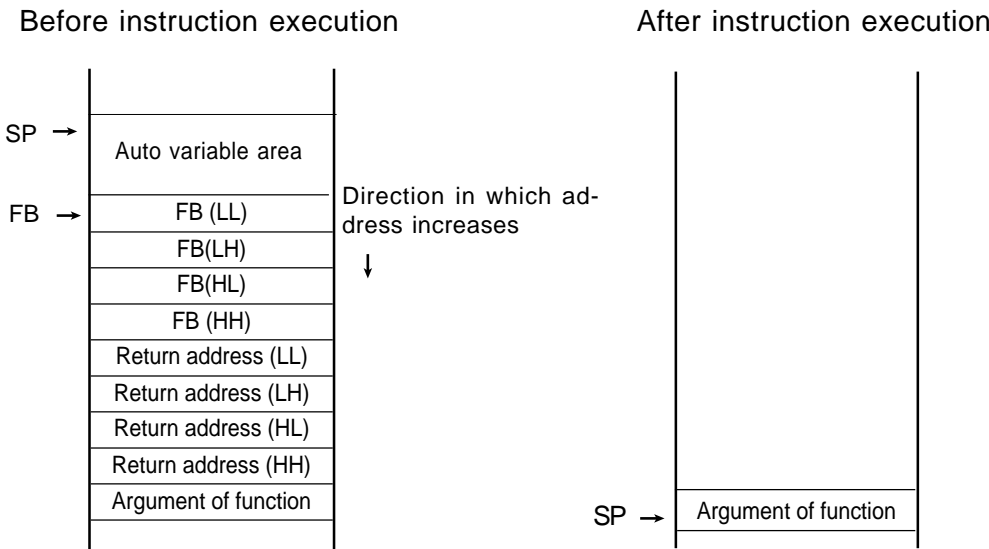 Before instruction execution
After instruction execution
SP
Auto variable area
Direction in which ad-
dress increases
FB
FB (LL)
FB(LH)
FB(HL)
FB (HH)
Return address (LL)
Return address (LH)
Return address (HL)
Return address (HH)
Argument of function
SP
Argument of function